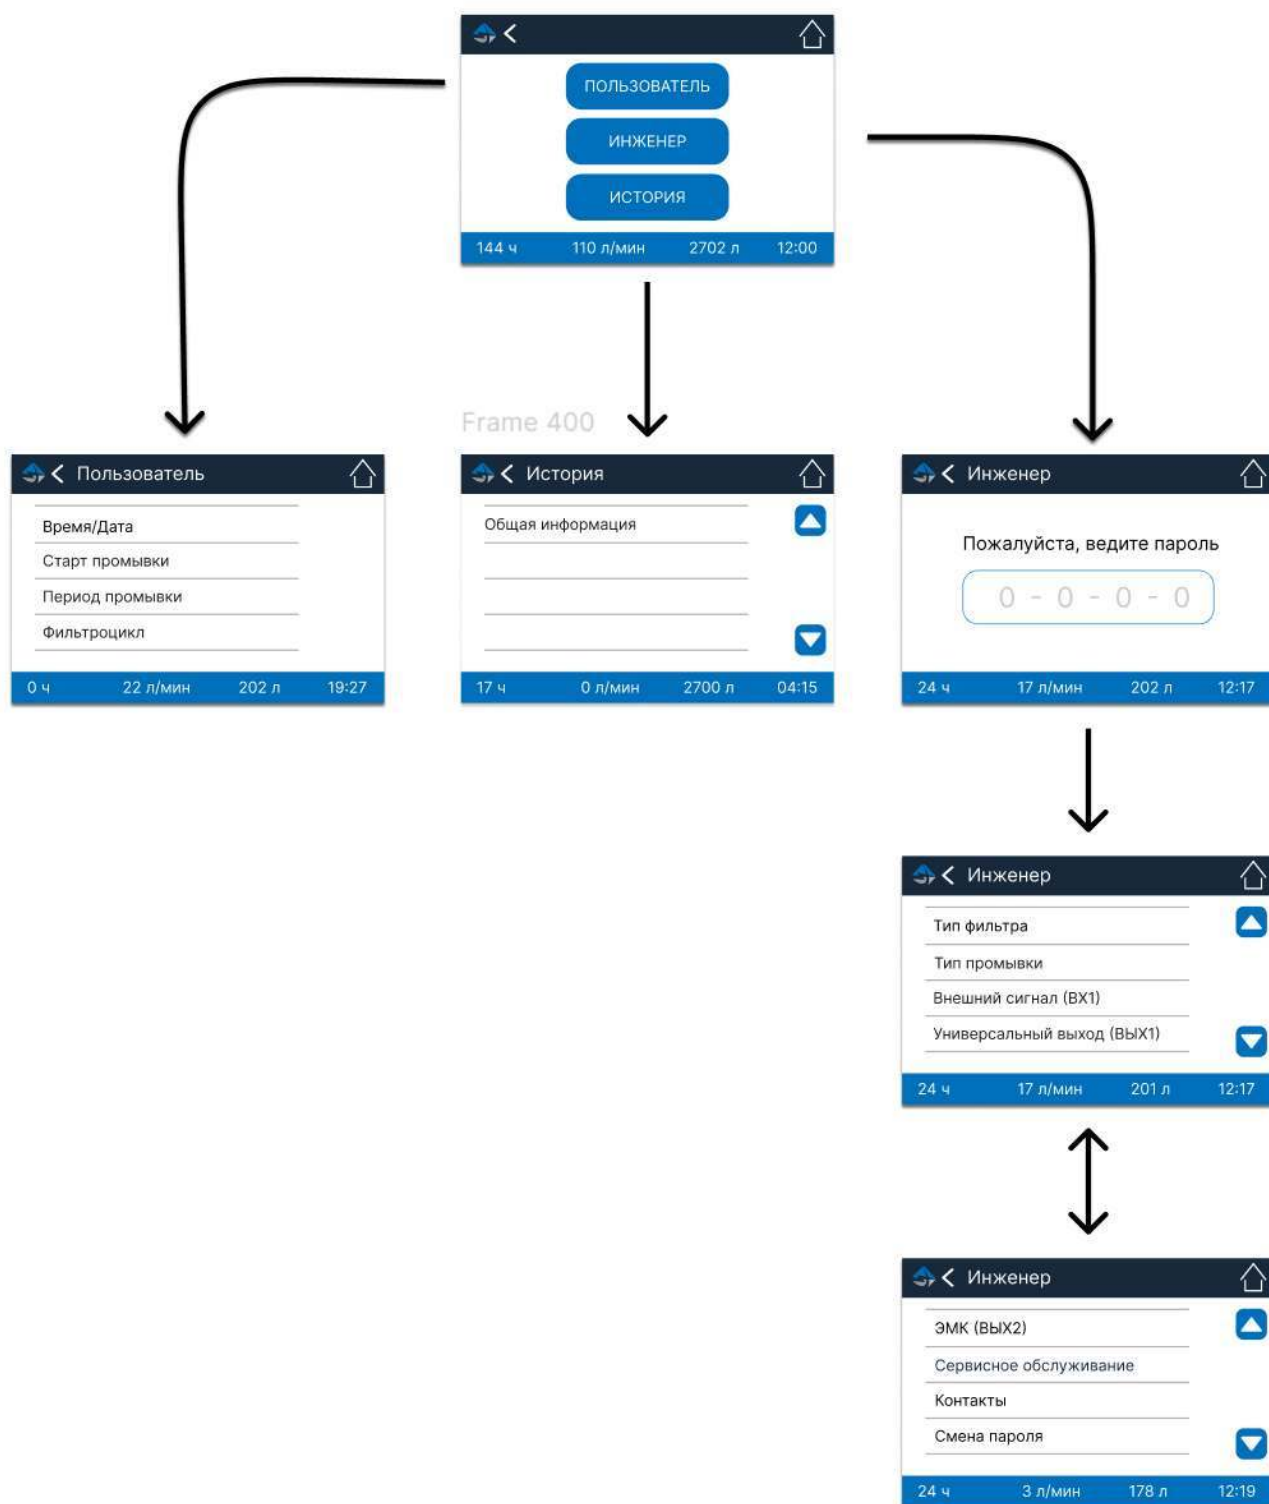 ПОЛЬЗОВАТЕЛЬ
ИНЖЕНЕР
ИСТОРИЯ
144 ч 110 л/мин 2702 л 12:00
Frame 400
Пользователь
Время/Дата
Старт промывки
Период промывки
Фильтроцикл
0 ч 22 л/мин 202 л 19:27
История
Общая информация
17 ч 0 л/мин 2700 л 04:15
Инженер
Пожалуйста, ведите пароль
0 - 0 - 0 - 0
24 ч 17 л/мин 202 л 12:17
Инженер
Тип фильтра
Тип промывки
Внешний сигнал (ВХ1)
Универсальный выход (ВЫХ1)
24 ч 17 л/мин 201 л 12:17
Инженер
ЭМК (ВЫХ2)
Сервисное обслуживание
Контакты
Смена пароля
24 ч 3 л/мин 178 л 12:19